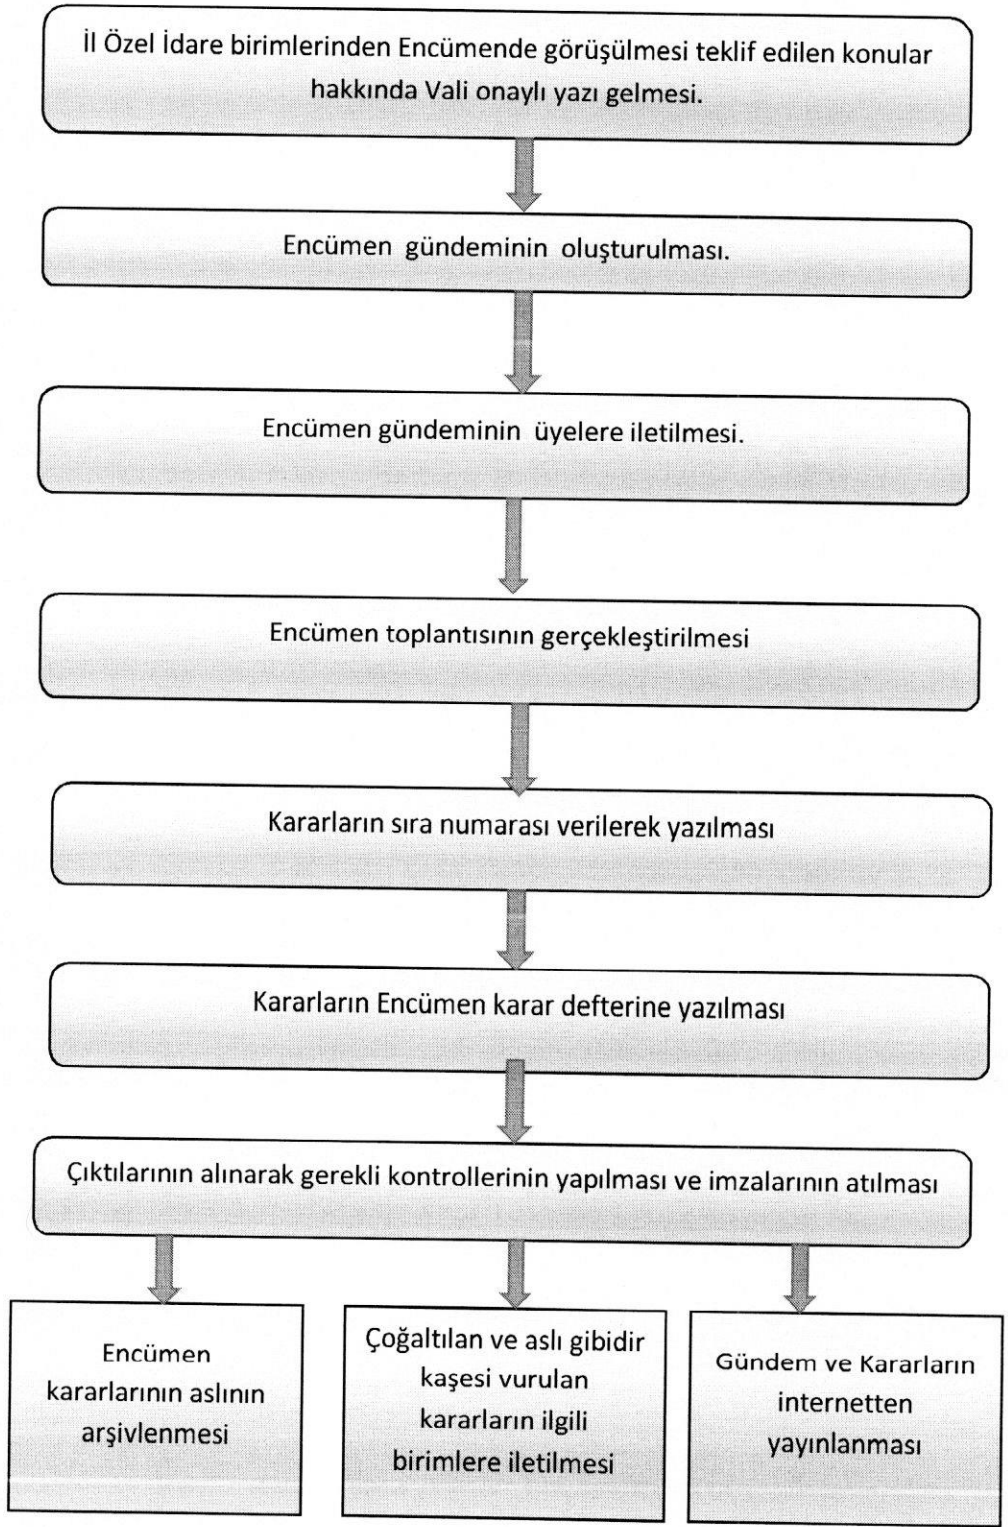 İl Özel İdare birimlerinden Encümende görüşülmesi teklif edilen konular
hakkında Vali onaylı yazı gelmesi.
Encümen gündeminin oluşturulması.
Encümen gündeminin üyelere iletilmesi.
Encümen toplantısının gerçekleştirilmesi
Kararların sıra numarası verilerek yazılması
Kararların Encümen karar defterine yazılması
Çıktılarının alınarak gerekli kontrollerinin yapılması ve imzalarının atılması
Encümen
kararlarının aslının
arşivlenmesi
Çoğaltılan ve aslı gibidir
kaşesi vurulan
kararların ilgili
birimlere iletilmesi
Gündem ve Kararların
internetten
yayınlanması